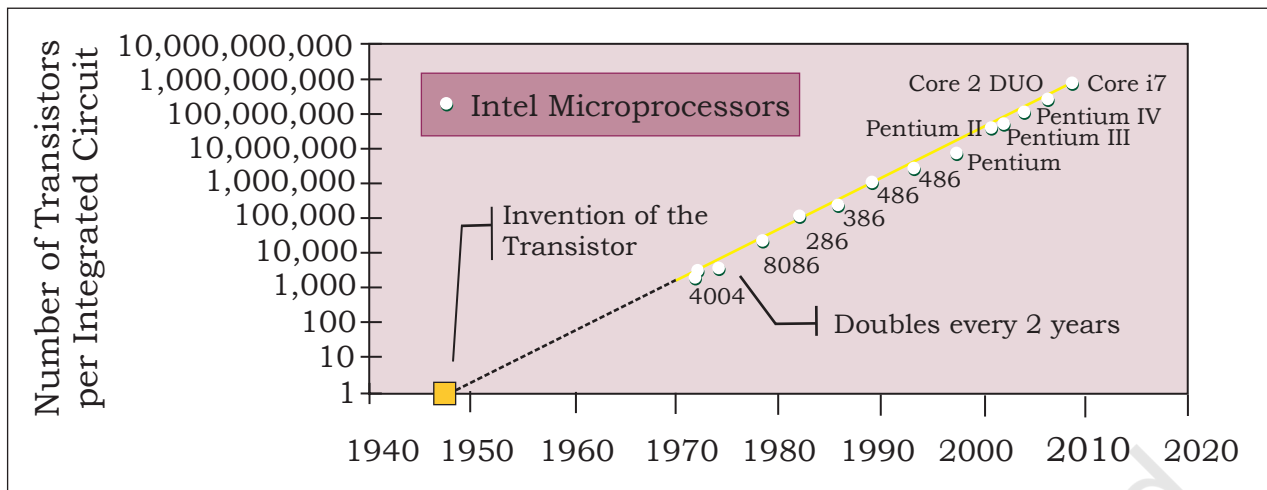 Number of Transistors
per Integrated Circuit
10,000,000,000
1,000,000,000
100,000,000
10,000,000
1,000,000
100,000
10,000
1,000
100
10
1
Intel Microprocessors
Invention of the
Transistor
Doubles every 2 years
4004
8086
286
386
486
486
Pentium
Pentium II
Pentium III
Pentium IV
Core 2 DUO
Core i7
1940 1950 1960 1970 1980 1990 2000 2010 2020